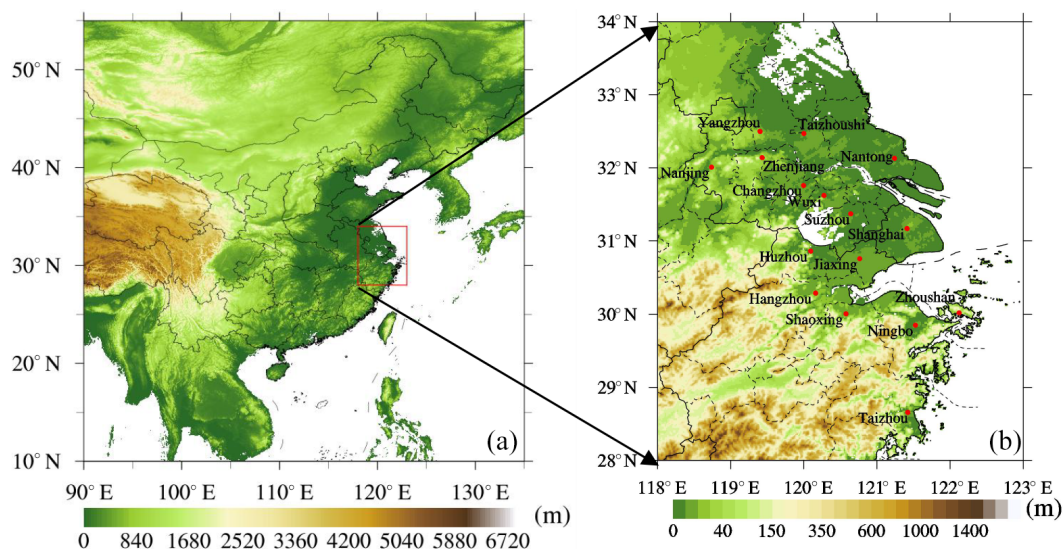 50° N
40° N
30° N
20° N
10° N
90° E
100° E
110° E
120° E
130° E
(a)
0
840
1680
2520
3360
4200
5040
5880
6720
(m)
34° N
33° N
32° N
31° N
30° N
29° N
28° N
Yangzhou
Taizhoushi
Nanjing
Zhenjiang
Nantong
Changzhou
Wuxi
Suzhou
Shanghai
Huzhou
Jiaxing
Hangzhou
Zhoushan
Shaoxing
Ningbo
Taizhou
(b)
118° E
119° E
120° E
121° E
122° E
123° E
0
40
150
350
600
1000
1400
(m)